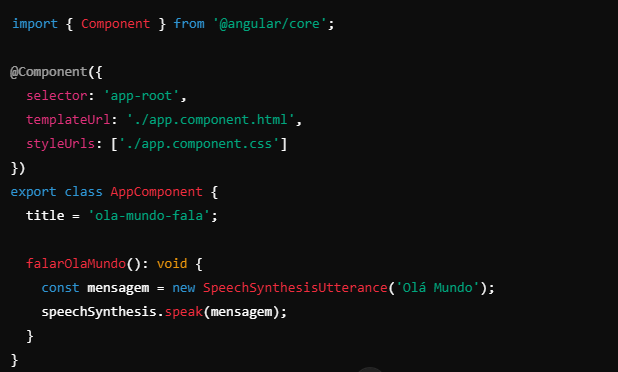 import { Component } from '@angular/core';
@Component({
selector: 'app-root',
templateUrl: './app.component.html',
styleUrls: ['./app.component.css']
})
export class AppComponent {
title = 'ola-mundo-fala';
falarOlaMundo(): void {
const mensagem = new SpeechSynthesisUtterance('Olá Mundo');
speechSynthesis.speak(mensagem);
}
}